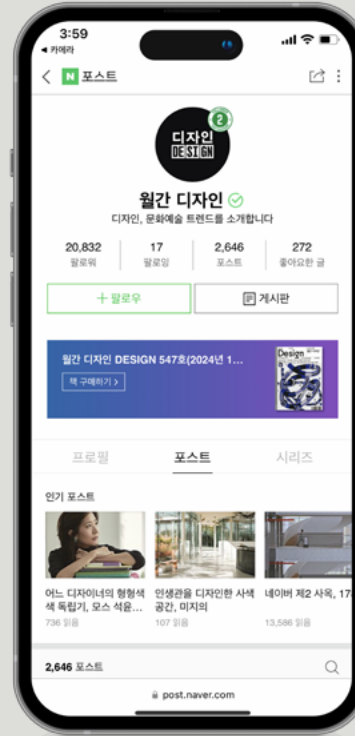 3:59
◀ 카메라
N 포스트
2
디자인
DESIGN
월간 디자인
디자인, 문화예술 트렌드를 소개합니다
20,832 17 2,646 272
팔로워 팔로잉 포스트 좋아요한 글
+ 팔로우 게시판
월간 디자인 DESIGN 547호(2024년 1...
책 구매하기 >
Design
프로필 포스트 시리즈
인기 포스트
어느 디자이너의 형형색
색 독립기, 모스 석윤...
736 읽음
인생관을 디자인한 사색
공간, 미지의
107 읽음
네이버 제2 사옥, 17
13,586 읽음
2,646 포스트
post.naver.com